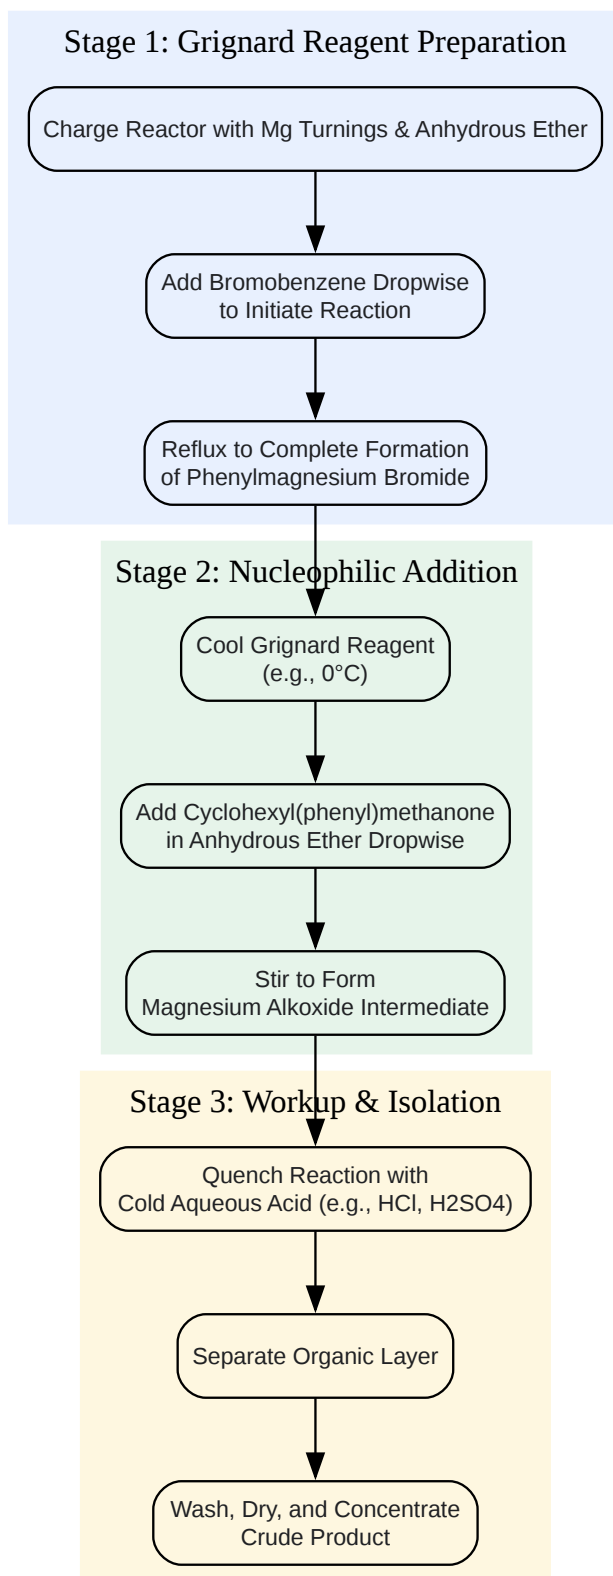 Stage 1: Grignard Reagent Preparation
Charge Reactor with Mg Turnings & Anhydrous Ether
Add Bromobenzene Dropwise
to Initiate Reaction
Reflux to Complete Formation
of Phenylmagnesium Bromide
Stage 2: Nucleophilic Addition
Cool Grignard Reagent
(e.g., 0°C)
Add Cyclohexyl(phenyl)methanone
in Anhydrous Ether Dropwise
Stir to Form
Magnesium Alkoxide Intermediate
Stage 3: Workup & Isolation
Quench Reaction with
Cold Aqueous Acid (e.g., HCl, H2SO4)
Separate Organic Layer
Wash, Dry, and Concentrate
Crude Product